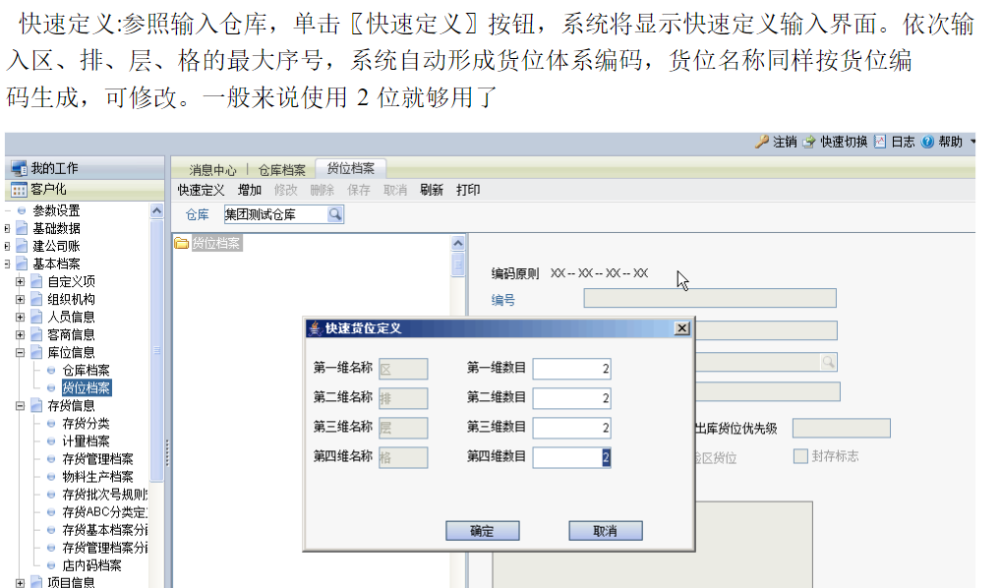 快速定义:参照输入仓库，单击〖快速定义〗按钮，系统将显示快速定义输入界面。依次输
入区、排、层、格的最大序号，系统自动形成货位体系编码，货位名称同样按货位编
码生成，可修改。一般来说使用 2 位就够用了
注销 快速切换 日志 帮助
我的工作
客户化
参数设置
基础数据
建公司账
基本档案
自定义项
组织机构
人员信息
客商信息
库位信息
仓库档案
货位档案
存货信息
存货分类
计量档案
存货管理档案
物料生产档案
存货批次号规则
存货ABC分类定
存货基本档案分
存货管理档案分
店内码档案
项目信息
消息中心 仓库档案 货位档案
快速定义 增加 修改 删除 保存 取消 刷新 打印
仓库 集团测试仓库
货位档案
编码原则 XX--XX--XX--XX
编号
快速货位定义
第一维名称 区 第一维数目 2
第二维名称 排 第二维数目 2
第三维名称 层 第三维数目 2
第四维名称 格 第四维数目 2
确定 取消
出库货位优先级
区货位 封存标志